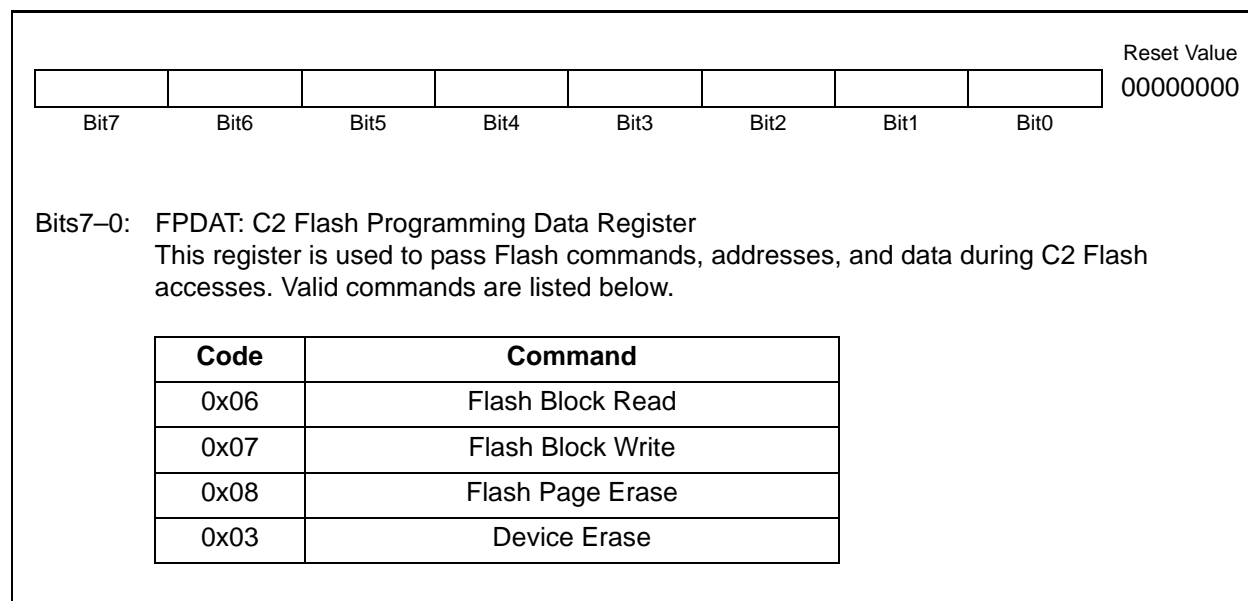 Reset Value
00000000
Bit7 Bit6 Bit5 Bit4 Bit3 Bit2 Bit1 Bit0
Bits7–0: FPDAT: C2 Flash Programming Data Register
This register is used to pass Flash commands, addresses, and data during C2 Flash
accesses. Valid commands are listed below.
Code Command
0x06 Flash Block Read
0x07 Flash Block Write
0x08 Flash Page Erase
0x03 Device Erase